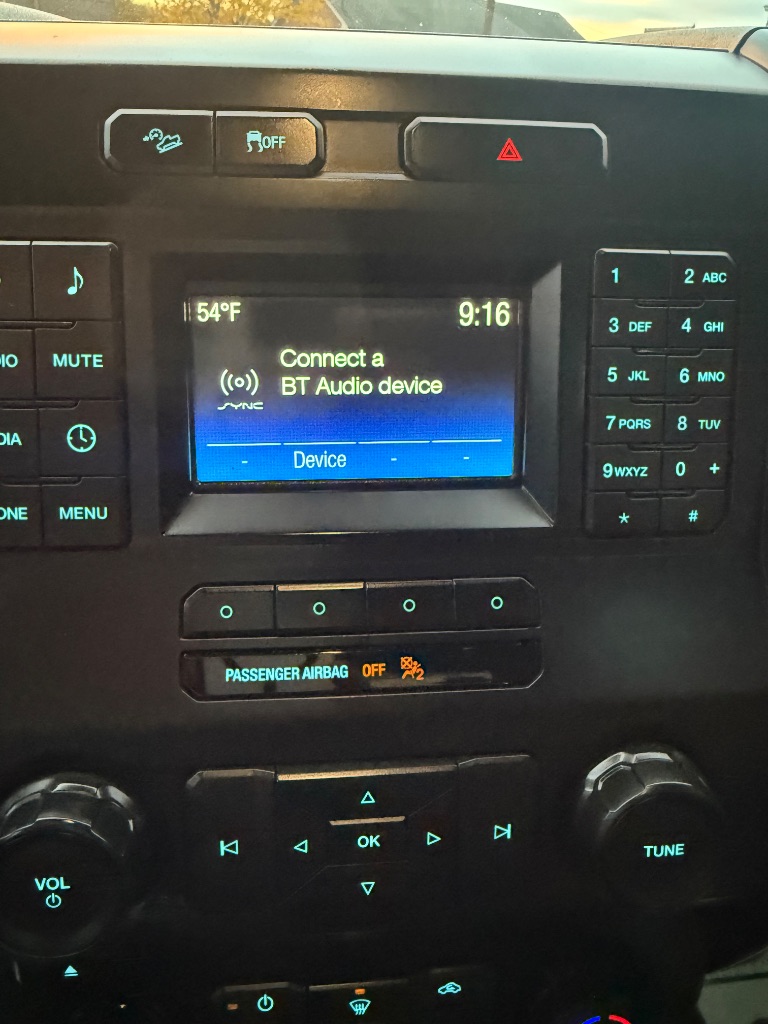 OFF
54°F
9:16
Connect a
BT Audio device
SYNC
- Device - -
MUTE
MENU
1
2 ABC
3 DEF
4 GHI
5 JKL
6 MNO
7 PQRS
8 TUV
9 WXYZ
0 +
*
#
PASSENGER AIRBAG OFF 2
OK
VOL
TUNE